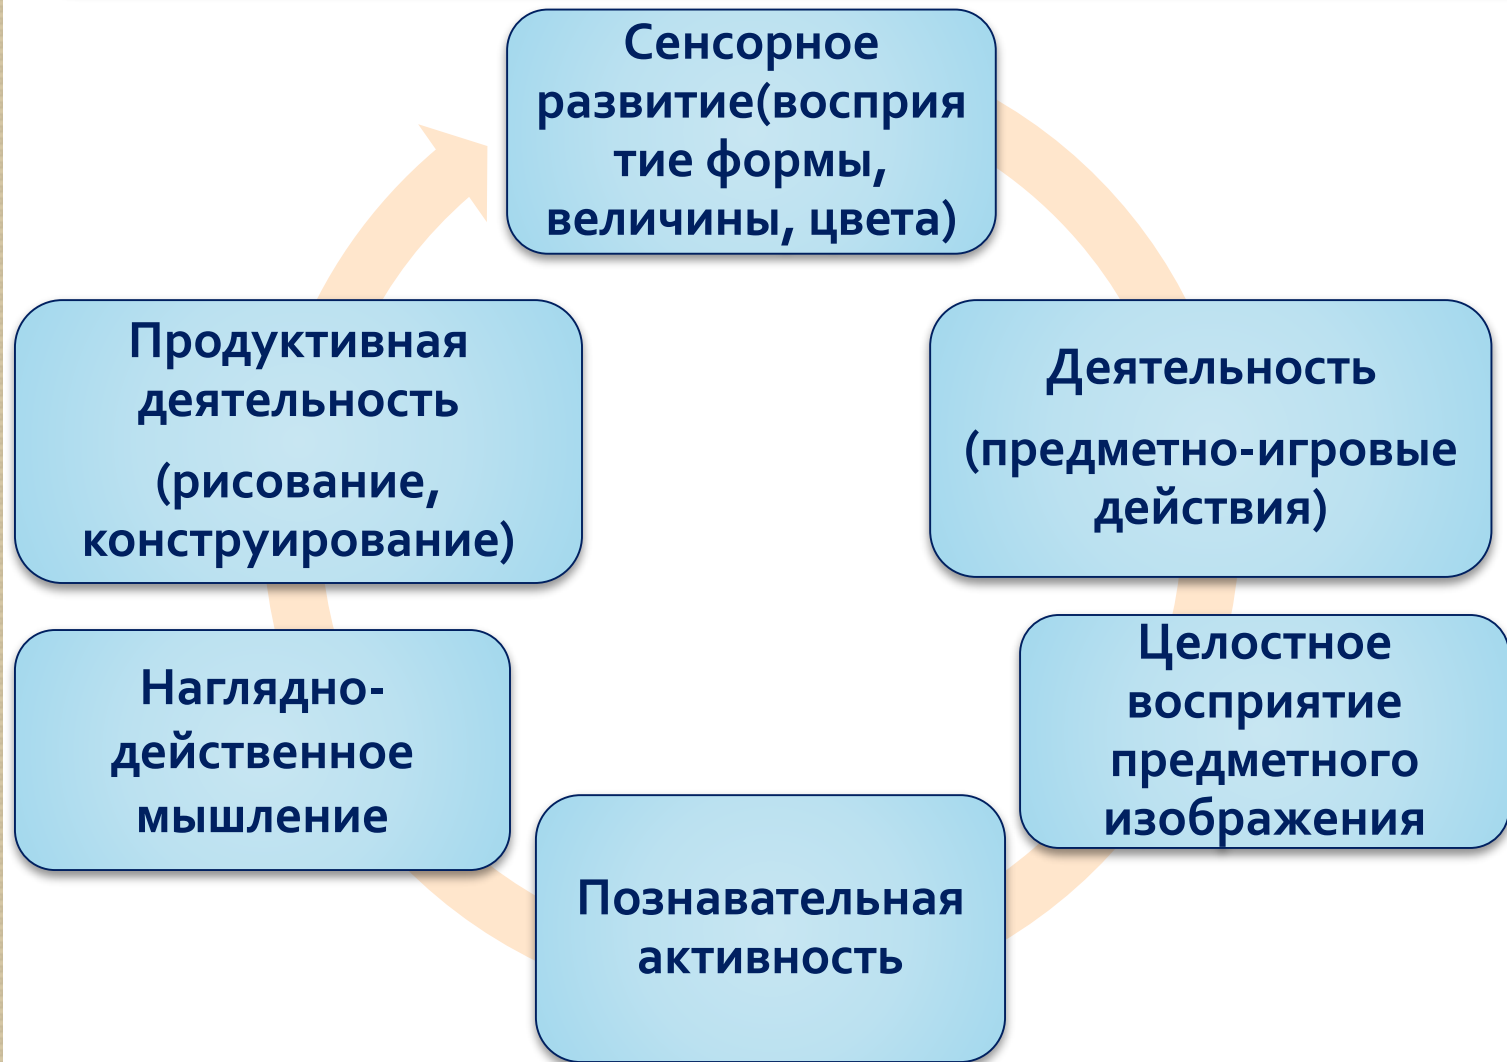 Сенсорное
развитие(восприя
тие формы,
величины, цвета)
Деятельность
(предметно-игровые
действия)
Целостное
восприятие
предметного
изображения
Познавательная
активность
Наглядно-
действенное
мышление
Продуктивная
деятельность
(рисование,
конструирование)